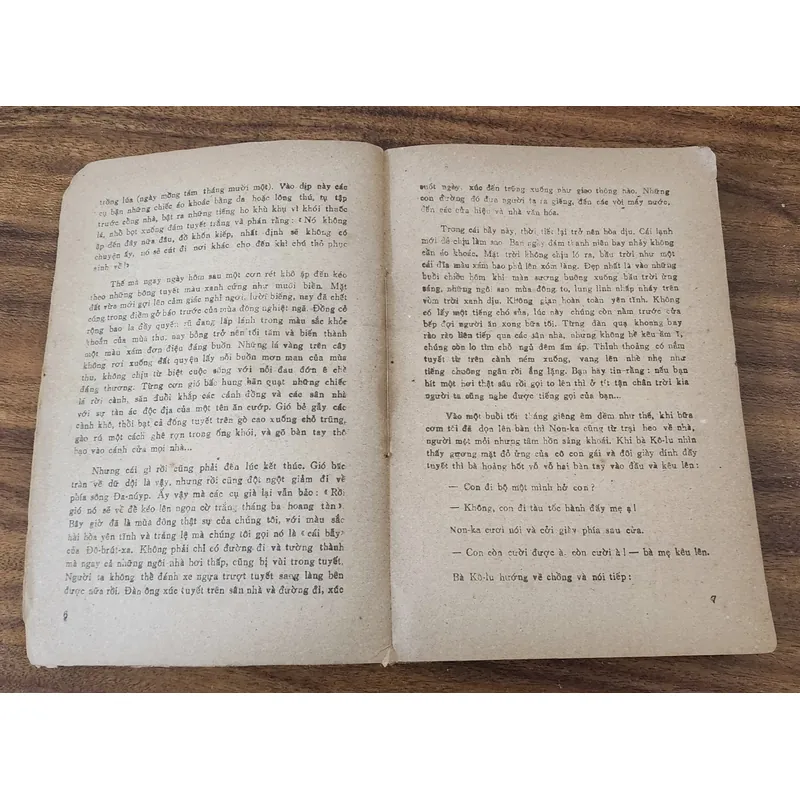 trồng lúa (ngày mồng tám tháng mười một). Vào dịp này các
cụ bận những chiếc áo khoác bằng da hoặc lông thú, tụ tập
trước cổng nhà, bật ra những tiếng ho khù khụ vì khói thuốc
lá, nhồ bọt xuống đám tuyết trắng và phán rằng: «Nó không
ập đến đây nữa đâu, đồ khốn kiếp, nhất định sẽ không có
chuyện ấy, nó sẽ cút đi nơi khác cho đến khi chú thỏ phục
sinh về!»
Thế mà ngay ngày hôm sau một cơn rét khô ập đến kéo
theo những bông tuyết màu xanh cứng như muối biển. Mặt
đất vừa mới gợi lên cảm giác nghỉ ngơi, lười biếng, nay đã chết
cóng trong điềm gở báo trước của mùa đông nghiệt ngã. Đồng cỏ
rộng bao la đầy quyến rũ đang lấp lánh trong màu sắc khỏe
khoắn của mùa thu, nay bỗng trở nên tối tăm và biến thành
một màu xám đơn điệu đáng buồn. Những lá vàng trên cây
không rơi xuống đất quyện lấy nỗi buồn mơn man của mùa
thu, không chịu từ biệt cuộc sống với nỗi đau đớn ê chề
đáng thương. Từng cơn gió bấc hung hãn quạt những chiếc
lá rời cành, săn đuổi khắp các cánh đồng và các sân nhà
với sự tàn ác độc địa của một tên ăn cướp. Gió bẻ gẫy các
cành khô, thổi bạt cả đống tuyết trên gò cao xuống chỗ trũng,
gào rú một cách ghê rợn trong ống khói, và gõ bàn tay thô
bạo vào cánh cửa mọi nhà...
Nhưng cái gì rồi cũng phải đến lúc kết thúc. Gió bấc
tràn về dữ dội là vậy, nhưng rồi cũng đột ngột giảm đi về
phía sông Đa-núyp. Ấy vậy mà các cụ già lại vẫn bảo: «Rồi
gió nó sẽ về để kéo lên ngọn cờ trắng tháng ba hoang tàn».
Bây giờ đã là mùa đông thật sự của chúng tôi, với màu sắc
hài hòa yên tĩnh và tráng lệ mà chúng tôi gọi nó là «cái bẫy»
của Đô-brút-xa. Không phải chỉ có đường đi và tường thành
mà ngay cả những ngôi nhà hơi thấp, cũng bị vùi trong tuyết.
Người ta không thể đánh xe ngựa trượt tuyết sang làng bên
được nữa rồi. Đàn ông xúc tuyết trên sân nhà và đường đi, xúc
6
suốt ngày, xúc đến trũng xuống như giao thông hào. Những
con đường đó đưa người ta ra giếng, đến các vòi máy nước,
đến các cửa hiệu và nhà văn hóa.
Trong cái bẫy này, thời tiết lại trở nên hòa dịu. Cái lạnh
mới dễ chịu làm sao. Ban ngày đám thanh niên hay nhảy không
cần áo khoác. Mặt trời không chịu ló ra, bầu trời như một
cái đĩa màu xám bao phủ lên xóm làng. Đẹp nhất là vào những
buổi chiều hôm khi màn sương buông xuống bầu trời ửng
sáng, những ngôi sao mùa đông, to, lung linh nhấp nháy trên
vòm trời xanh dịu. Không gian hoàn toàn yên tĩnh. Không
có lấy một tiếng chó sủa, lúc này chúng còn nằm trước cửa
bếp đợi người ăn xong bữa tối. Từng đàn quạ khoang bay
rào rào liên tiếp qua các sân nhà, nhưng không hề kêu ầm ĩ,
chúng còn lo tìm chỗ ngủ đêm ấm áp. Thỉnh thoảng có nắm
tuyết từ trên cành ném xuống, vang lên nhè nhẹ như
tiếng chuông ngân rồi ắng lặng. Bạn hãy tin rằng: nếu bạn
hít một hơi thật sâu rồi gọi to lên thì ở tít tận chân trời kia
người ta cũng nghe được tiếng gọi của bạn...
Vào một buổi tối tháng giêng êm đềm như thế, khi bữa
cơm tối đã dọn lên bàn thì Non-ka cũng từ trại heo về nhà,
người mệt mỏi nhưng tâm hồn sảng khoái. Khi bà Kô-lu nhìn
thấy gương mặt đỏ ửng của cô con gái và đôi giày dính đầy
tuyết thì bà hoảng hốt vỗ vỗ hai bàn tay vào đầu và kêu lên:
— Con đi bộ một mình hở con?
— Không, con đi tàu tốc hành đấy mẹ ạ!
Non-ka cười nói và cởi giày phía sau cửa.
— Con còn cười được à, còn cười kì! — bà mẹ kêu lên.
Bà Kô-lu hướng về chồng và nói tiếp:
7